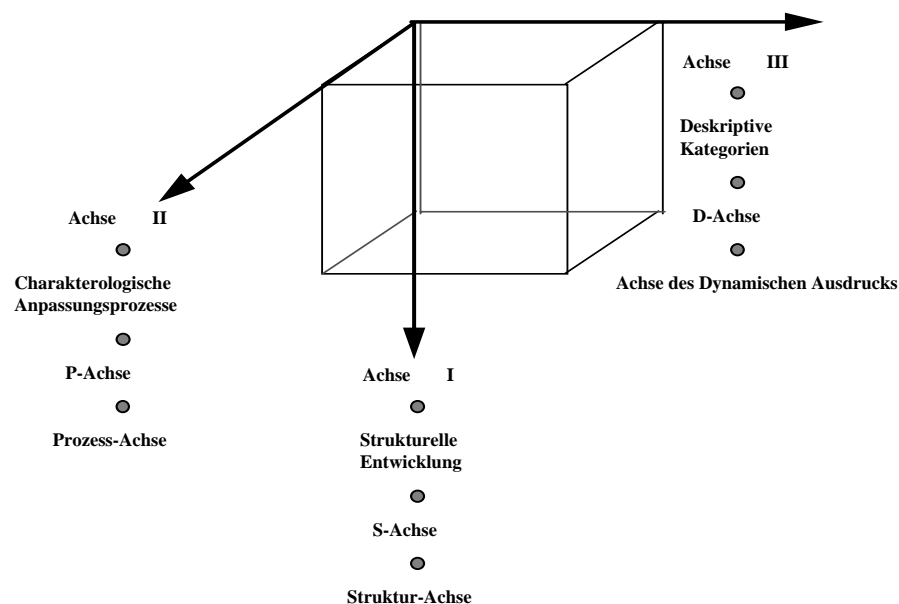 Achse III
Deskriptive
Kategorien
D-Achse
Achse des Dynamischen Ausdrucks
Achse II
Charakterologische
Anpassungsprozesse
P-Achse
Prozess-Achse
Achse I
Strukturelle
Entwicklung
S-Achse
Struktur-Achse